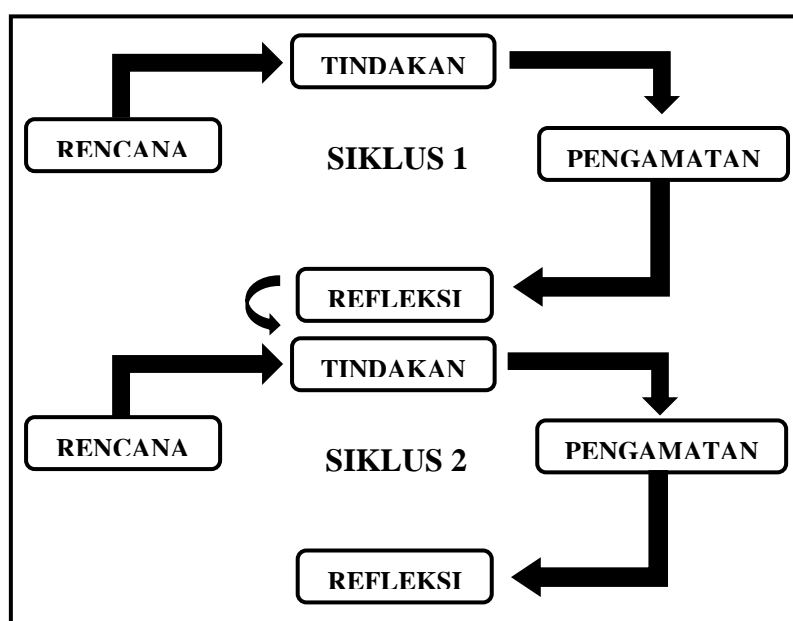 TINDAKAN
RENCANA
SIKLUS 1
PENGAMATAN
REFLEKSI
TINDAKAN
RENCANA
SIKLUS 2
PENGAMATAN
REFLEKSI